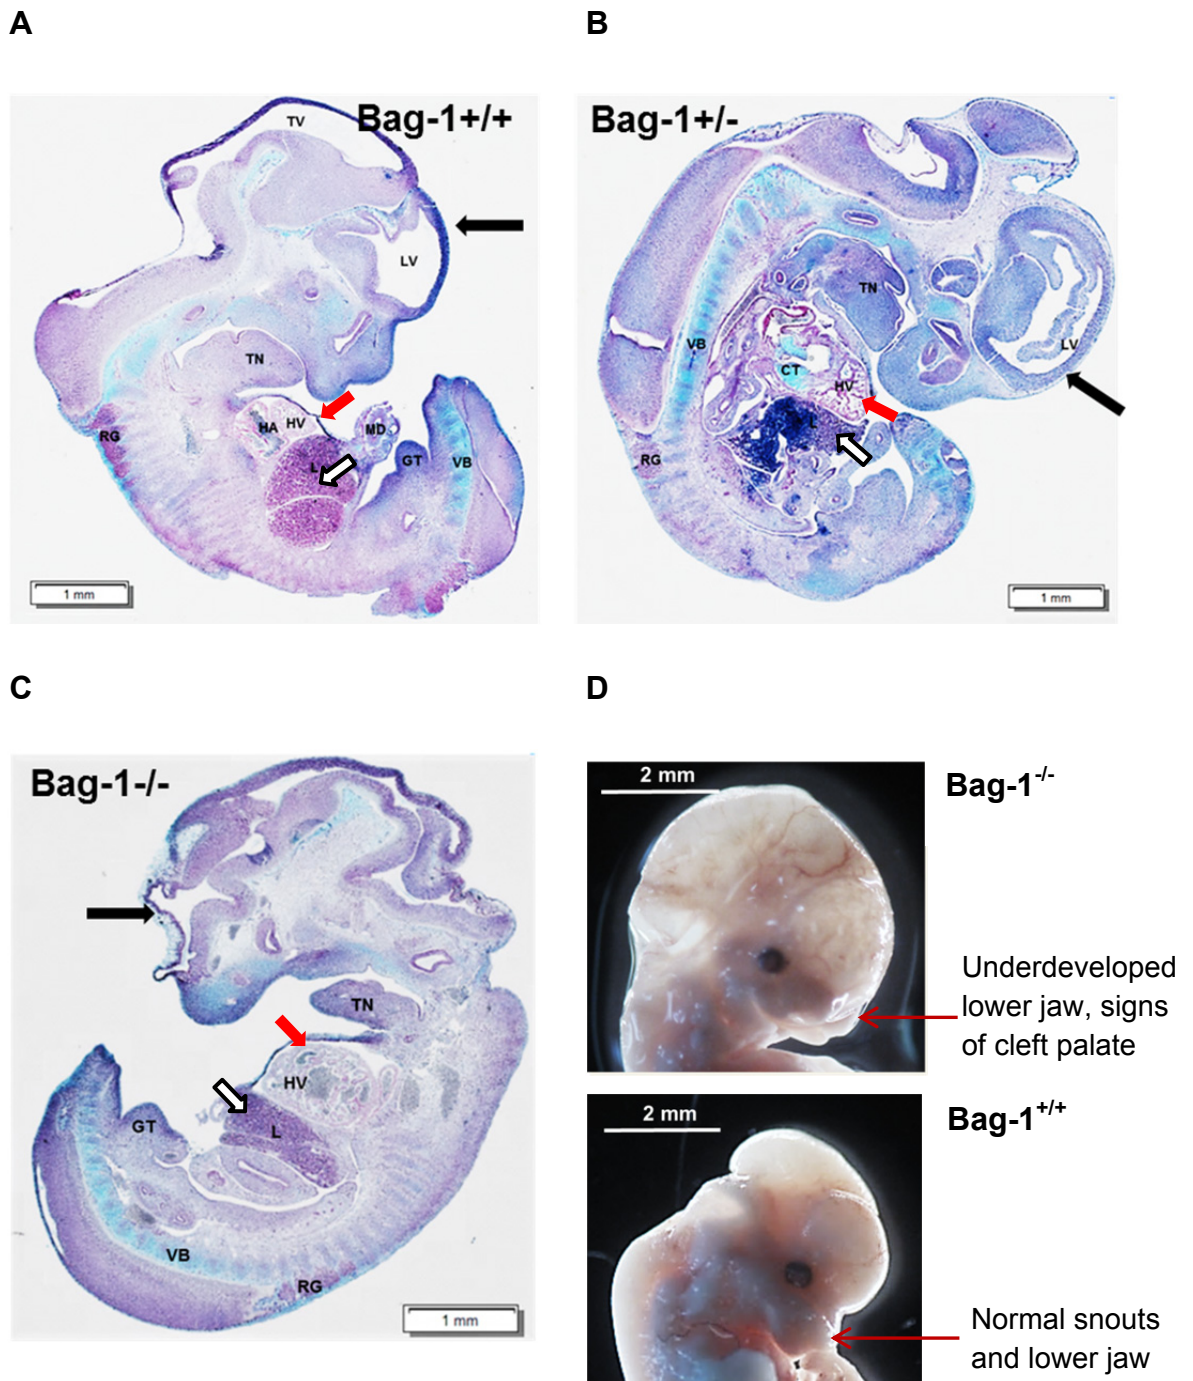 A
B
Bag-1+/+
TV
LV
TN
HA
HV
MD
RG
L
GT
VB
1 mm
Bag-1+/-
TN
VB
LV
CT
HV
L
RG
1 mm
C
D
Bag-1-/-
TN
HV
GT
L
VB
RG
1 mm
2 mm
Bag-1-/-
Underdeveloped
lower jaw, signs
of cleft palate
2 mm
Bag-1+/+
Normal snouts
and lower jaw